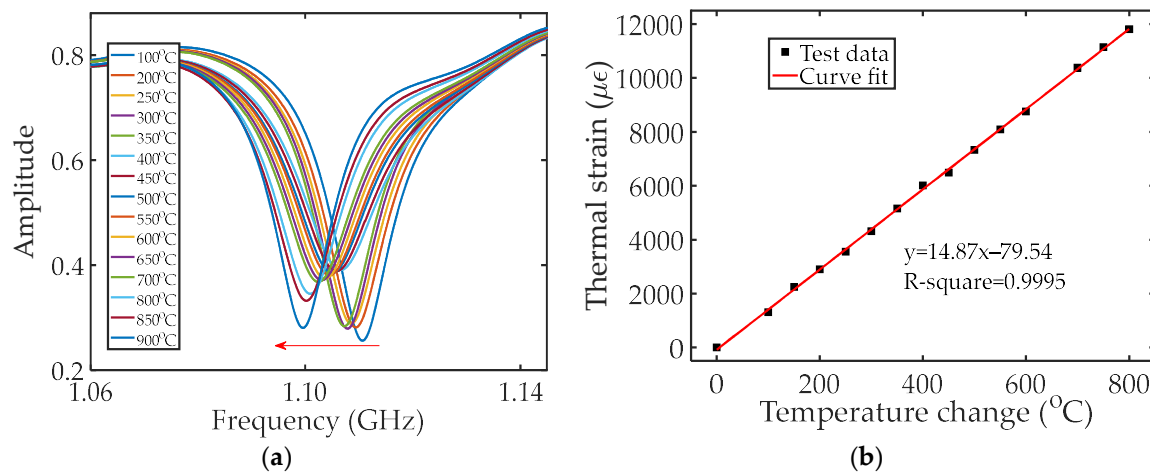 0.8
0.6
0.4
0.2
Amplitude
100°C
200°C
250°C
300°C
350°C
400°C
450°C
500°C
550°C
600°C
650°C
700°C
800°C
850°C
900°C
1.06
1.10
1.14
Frequency (GHz)
(a)
12000
10000
8000
6000
4000
2000
0
Thermal strain (με)
Test data
Curve fit
y=14.87x−79.54
R-square=0.9995
0
200
400
600
800
Temperature change (°C)
(b)